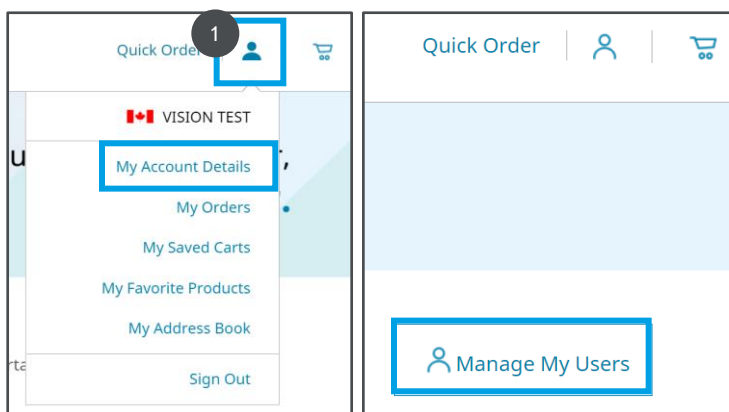 1
Quick Order
VISION TEST
u
,
My Account Details
My Orders
.
My Saved Carts
My Favorite Products
My Address Book
rta
Sign Out
Quick Order
Manage My Users